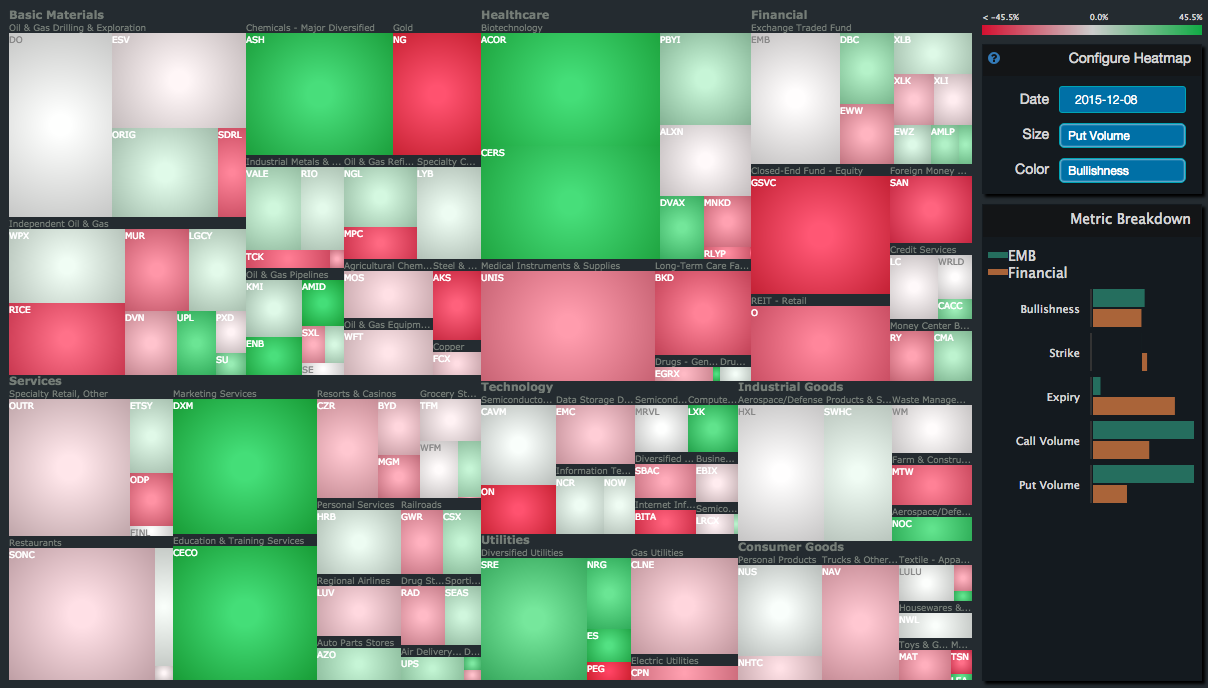 Basic Materials
Oil & Gas Drilling & Exploration
DO
ESV
ORIG
SDRL
Chemicals - Major Diversified
ASH
Gold
NG
Industrial Metals & ...
VALE
RIO
TCK
Oil & Gas Refi...
NGL
MPC
Specialty C...
LYB
Independent Oil & Gas
WPX
MUR
LGCY
RICE
DVN
UPL
PXD
SU
Oil & Gas Pipelines
KMI
AMID
ENB
SXL
SE
Agricultural Chem...
MOS
Steel & ...
AKS
Oil & Gas Equipm...
WFT
Copper
FCX
Healthcare
Biotechnology
ACOR
CERS
PBYI
ALXN
DVAX
MNKD
RLYP
Medical Instruments & Supplies
UNIS
Long-Term Care Fa...
BKD
Drugs - Gen...
EGRX
Dru...
Financial
Exchange Traded Fund
EMB
DBC
XLB
EWW
XLK
XLI
EWZ
AMLP
Closed-End Fund - Equity
GSVC
Foreign Money ...
SAN
Credit Services
LC
WRLD
CACC
REIT - Retail
O
Money Center B...
RY
CMA
Services
Specialty Retail, Other
OUTR
ETSY
ODP
FINL
Marketing Services
DXM
Resorts & Casinos
CZR
BYD
MGM
Grocery St...
TFM
WFM
Restaurants
SONC
Education & Training Services
CECO
Personal Services
HRB
Railroads
GWR
CSX
Regional Airlines
LUV
Drug St...
RAD
Sporti...
SEAS
Auto Parts Stores
AZO
Air Delivery...
UPS
D...
Technology
Semiconducto...
CAVM
ON
Data Storage D...
EMC
Semicond...
MRVL
Compute...
LXK
Information Te...
NCR
NOW
Diversified ...
SBAC
Busine...
EBIX
Internet Inf...
BITA
Semico...
LRCX
Industrial Goods
Aerospace/Defense Products & S...
HXL
SWHC
Waste Manage...
WM
Farm & Constru...
MTW
Aerospace/Defe...
NOC
Utilities
Diversified Utilities
SRE
NRG
ES
PEG
Gas Utilities
CLNE
Electric Utilities
CPN
Consumer Goods
Personal Products
NUS
NHTC
Trucks & Other...
NAV
Textile - Appa...
LULU
Housewares &...
NWL
Toys & G...
MAT
M...
TSN
< -45.5%
0.0%
45.5%
?
Configure Heatmap
Date
2015-12-08
Size
Put Volume
Color
Bullishness
Metric Breakdown
EMB
Financial
Bullishness
Strike
Expiry
Call Volume
Put Volume